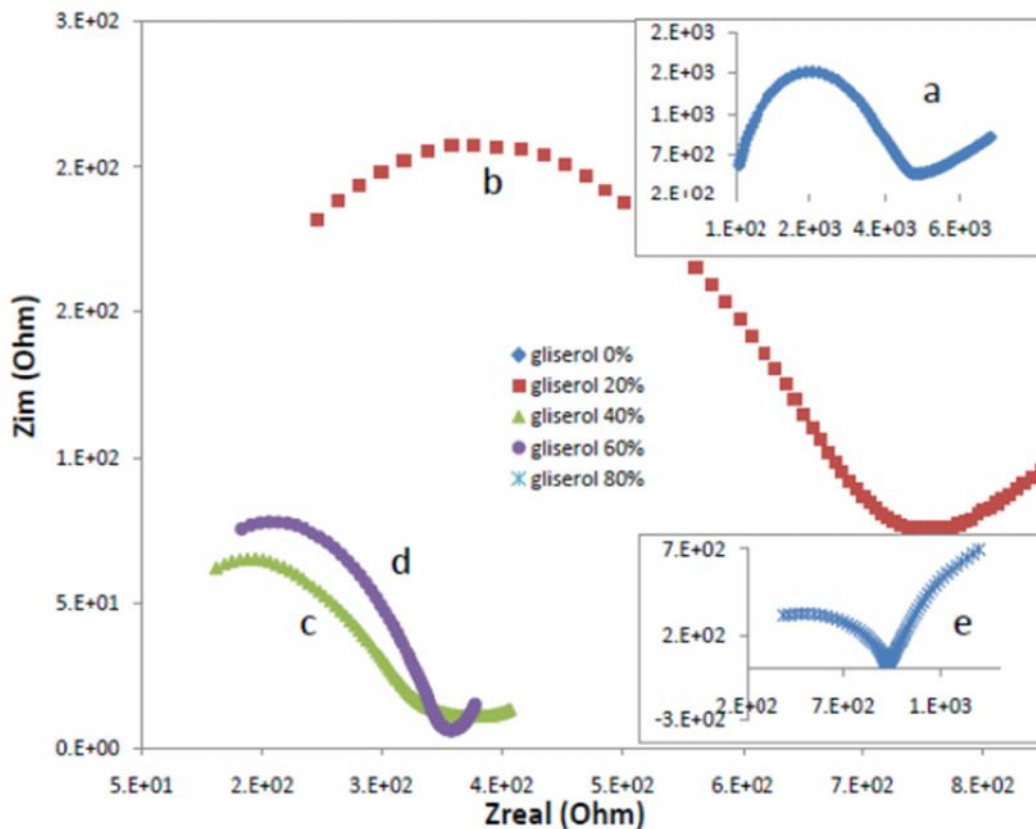 3.E+02
2.E+02
2.E+02
1.E+02
5.E+01
0.E+00
Zim (Ohm)
5.E+01 2.E+02 3.E+02 4.E+02 5.E+02 6.E+02 7.E+02 8.E+02
Zreal (Ohm)
b
c
d
gliserol 0%
gliserol 20%
gliserol 40%
gliserol 60%
gliserol 80%
2.E+03
2.E+03
1.E+03
7.E+02
2.E+02
1.E+02 2.E+03 4.E+03 6.E+03
a
7.E+02
2.E+02
-3.E+02
2.E+02 7.E+02 1.E+03
e